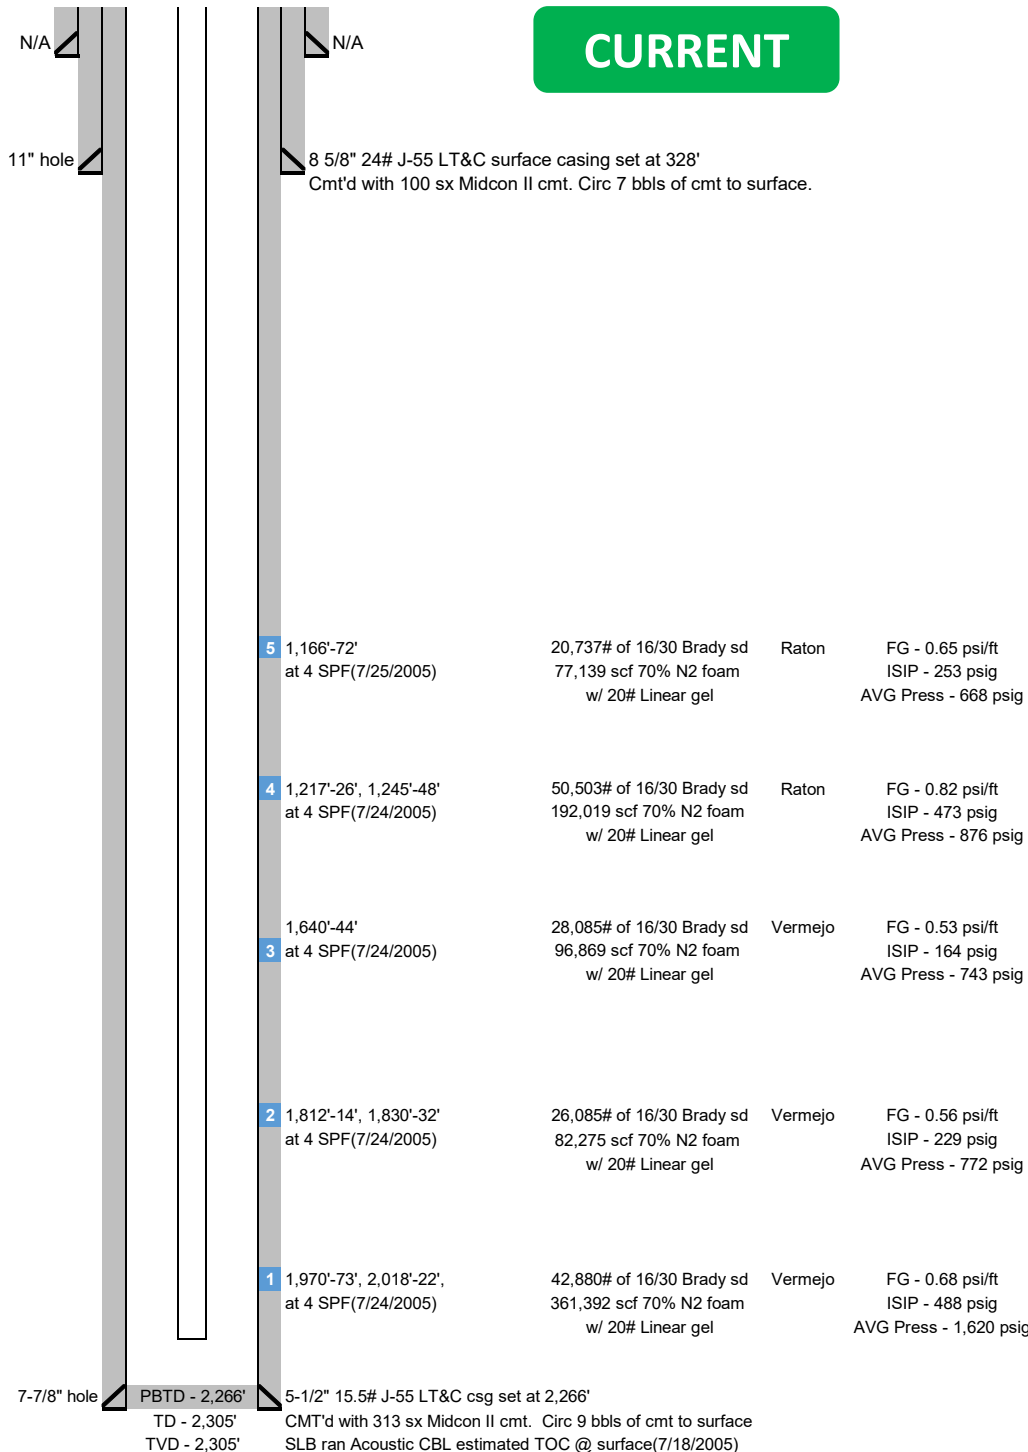 N/A
N/A
CURRENT
11" hole
8 5/8" 24# J-55 LT&C surface casing set at 328'
Cmt'd with 100 sx Midcon II cmt. Circ 7 bbls of cmt to surface.
5 1,166'-72' 20,737# of 16/30 Brady sd Raton FG - 0.65 psi/ft
at 4 SPF(7/25/2005) 77,139 scf 70% N2 foam ISIP - 253 psig
w/ 20# Linear gel AVG Press - 668 psig
4 1,217'-26', 1,245'-48' 50,503# of 16/30 Brady sd Raton FG - 0.82 psi/ft
at 4 SPF(7/24/2005) 192,019 scf 70% N2 foam ISIP - 473 psig
w/ 20# Linear gel AVG Press - 876 psig
1,640'-44' 28,085# of 16/30 Brady sd Vermejo FG - 0.53 psi/ft
3 at 4 SPF(7/24/2005) 96,869 scf 70% N2 foam ISIP - 164 psig
w/ 20# Linear gel AVG Press - 743 psig
2 1,812'-14', 1,830'-32' 26,085# of 16/30 Brady sd Vermejo FG - 0.56 psi/ft
at 4 SPF(7/24/2005) 82,275 scf 70% N2 foam ISIP - 229 psig
w/ 20# Linear gel AVG Press - 772 psig
1 1,970'-73', 2,018'-22', 42,880# of 16/30 Brady sd Vermejo FG - 0.68 psi/ft
at 4 SPF(7/24/2005) 361,392 scf 70% N2 foam ISIP - 488 psig
w/ 20# Linear gel AVG Press - 1,620 psig
7-7/8" hole PBTD - 2,266' 5-1/2" 15.5# J-55 LT&C csg set at 2,266'
TD - 2,305' CMT'd with 313 sx Midcon II cmt. Circ 9 bbls of cmt to surface
TVD - 2,305' SLB ran Acoustic CBL estimated TOC @ surface(7/18/2005)